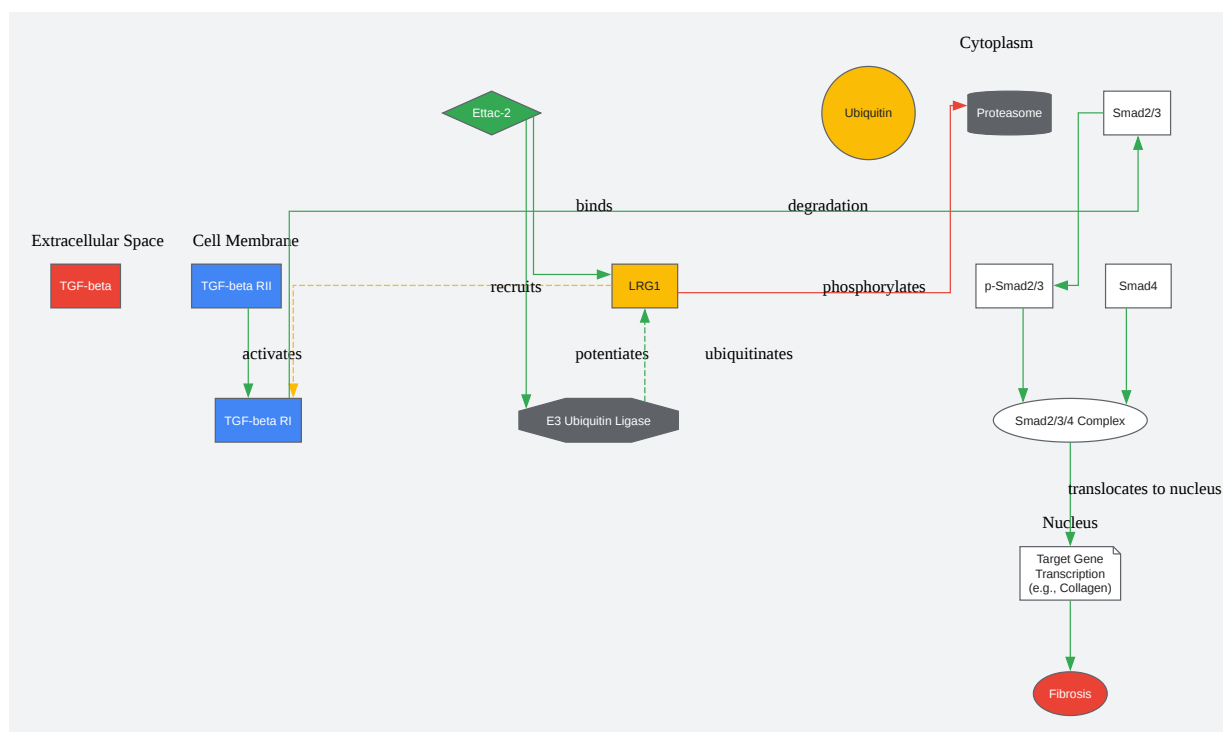 Cytoplasm
Ettac-2
Ubiquitin
Proteasome
Smad2/3
binds
degradation
Extracellular Space
Cell Membrane
TGF-beta
TGF-beta RII
recruits
LRG1
phosphorylates
p-Smad2/3
Smad4
activates
potentiates
ubiquitinates
TGF-beta RI
E3 Ubiquitin Ligase
Smad2/3/4 Complex
translocates to nucleus
Nucleus
Target Gene
Transcription
(e.g., Collagen)
Fibrosis